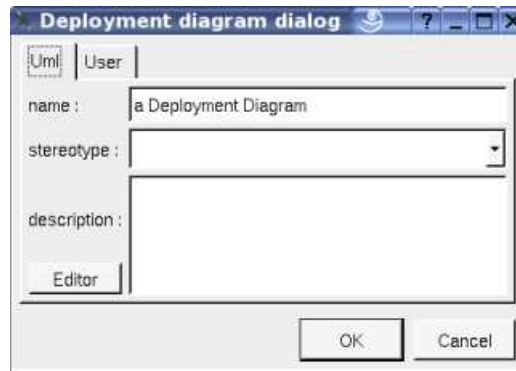 Deployment diagram dialog ?
Uml User
name : a Deployment Diagram
stereotype :
description :
Editor
OK Cancel